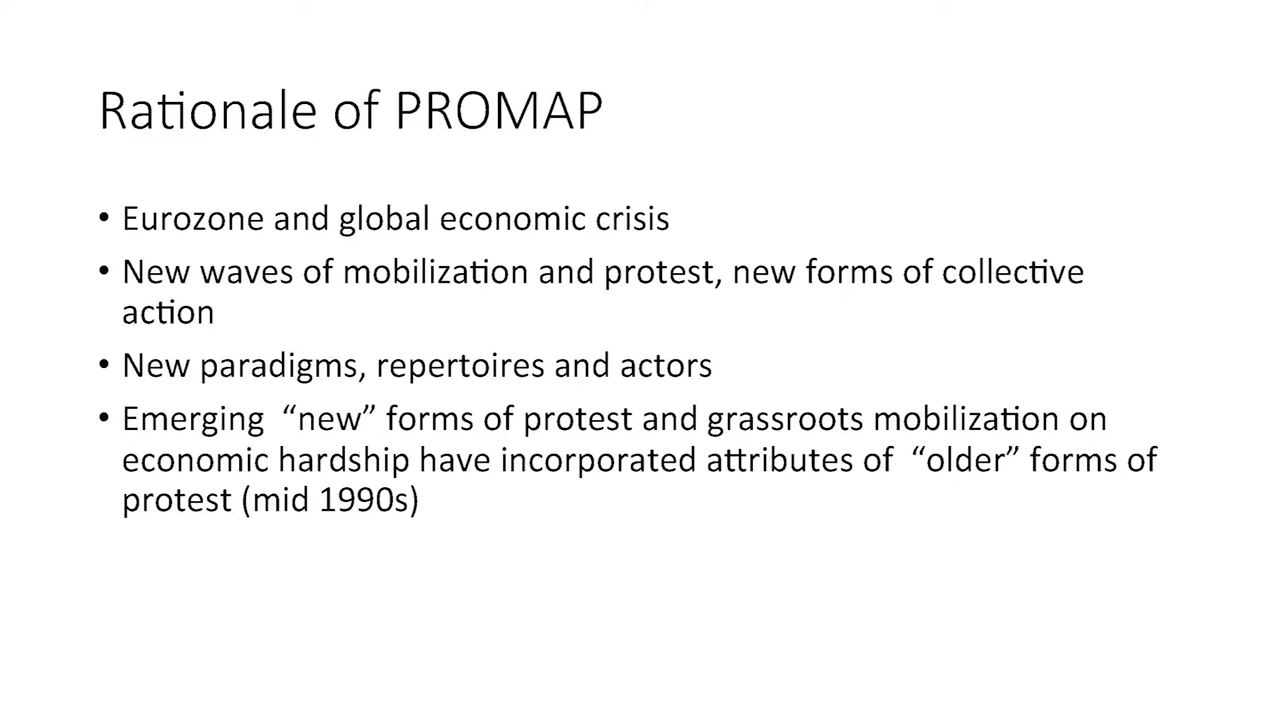 Rationale of PROMAP
• Eurozone and global economic crisis
• New waves of mobilization and protest, new forms of collective
action
• New paradigms, repertoires and actors
• Emerging “new” forms of protest and grassroots mobilization on
economic hardship have incorporated attributes of “older” forms of
protest (mid 1990s)